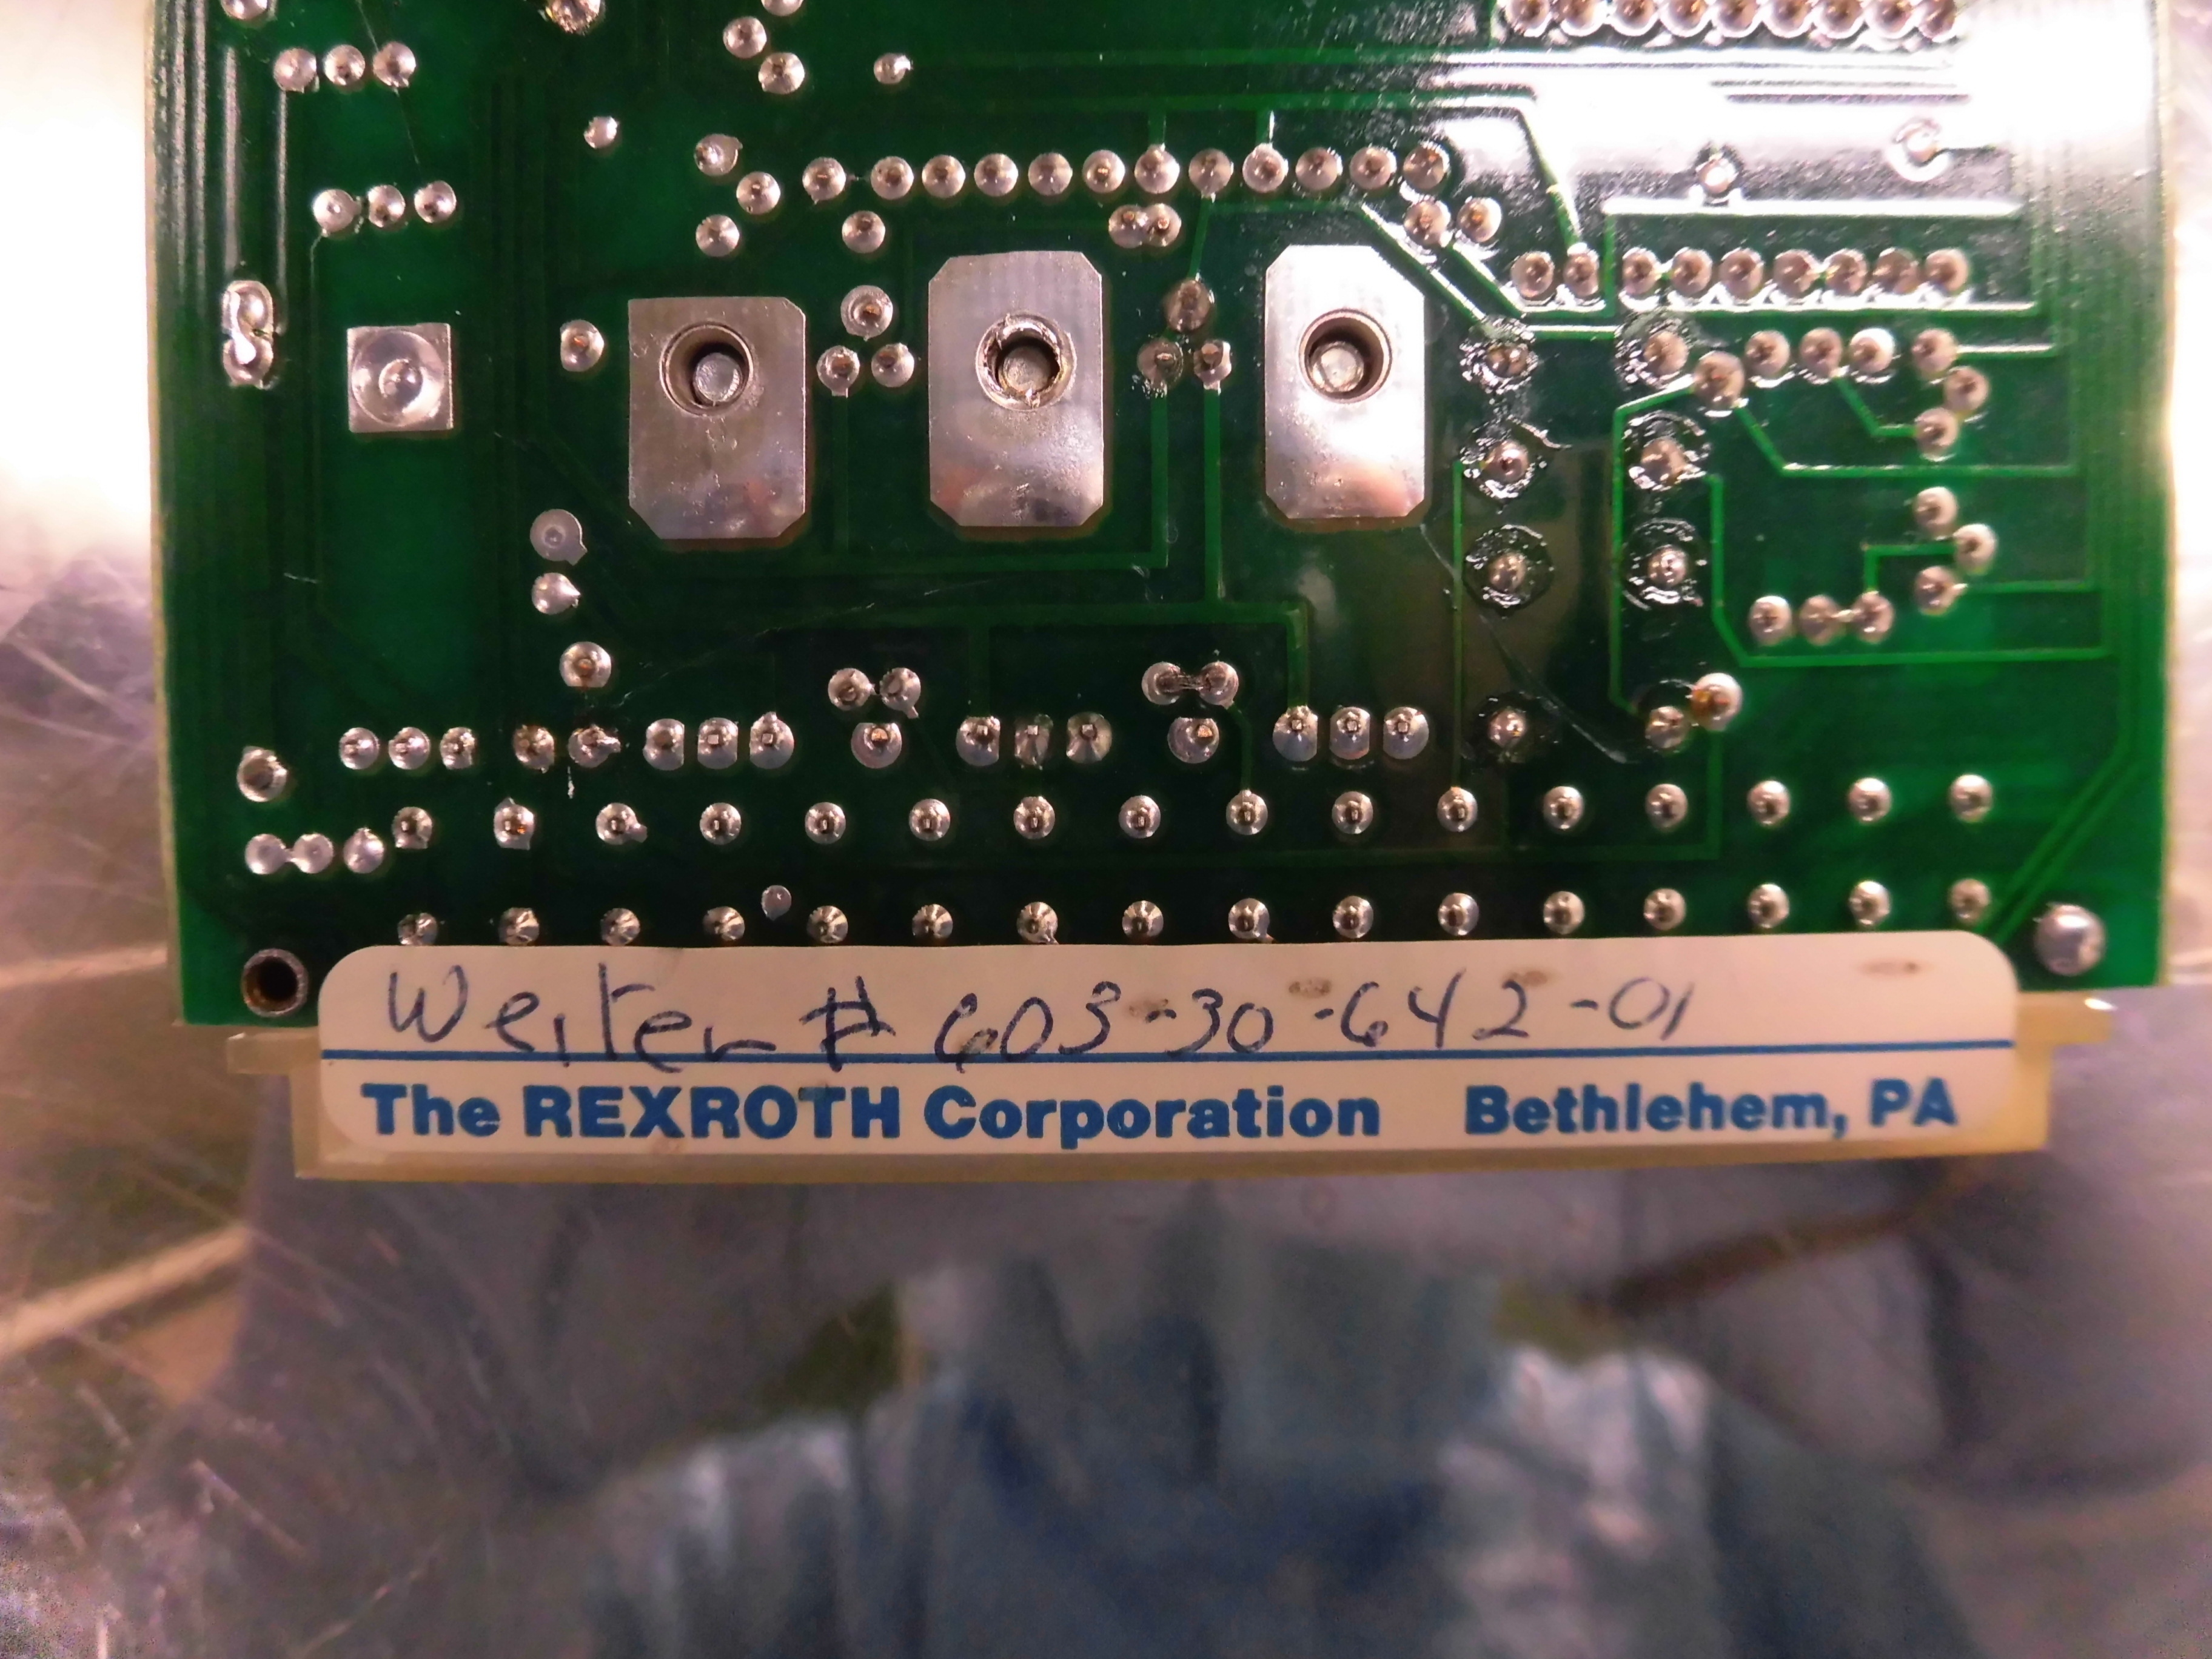 Weiter # 603-30-642-01
The REXROTH Corporation Bethlehem, PA